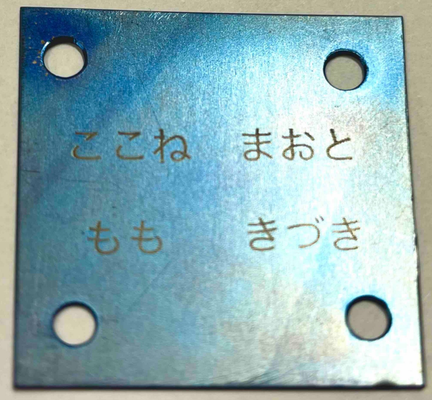 ここね　まおと
もも　きづき